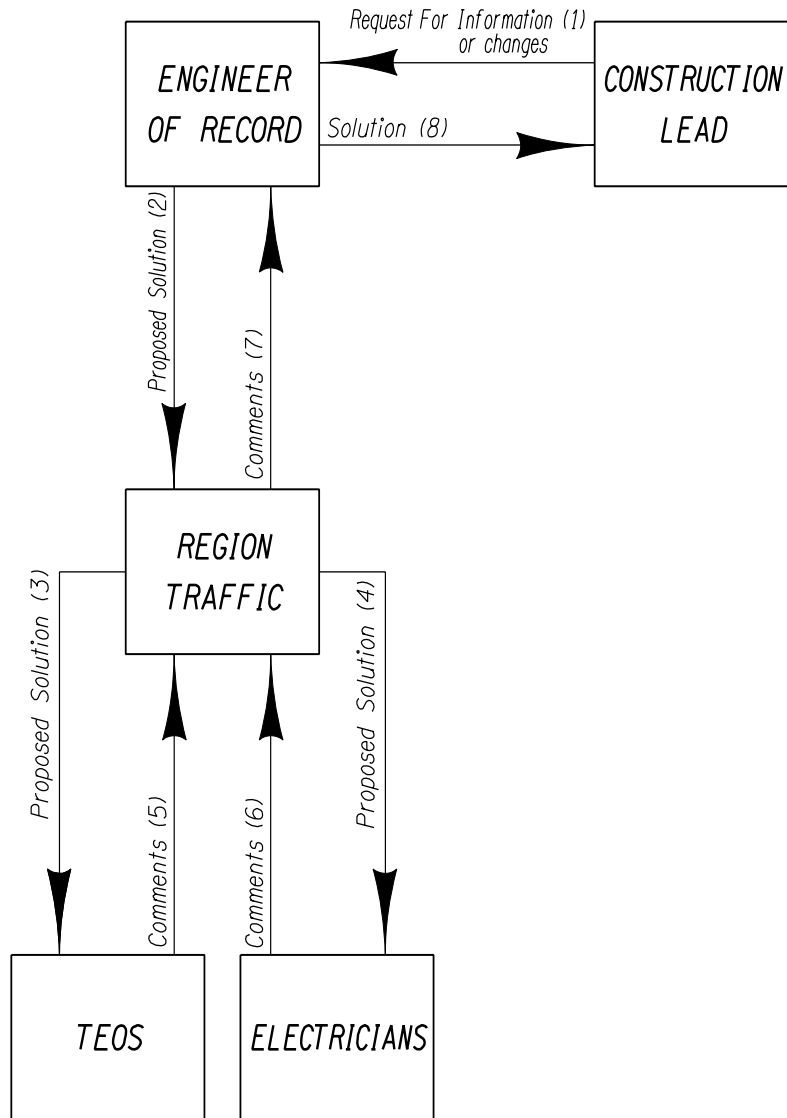 Request For Information (1)
or changes
ENGINEER
OF RECORD
CONSTRUCTION
LEAD
Solution (8)
Proposed Solution (2)
Comments (7)
REGION
TRAFFIC
Proposed Solution (3)
Proposed Solution (4)
Comments (5)
Comments (6)
TEOS
ELECTRICIANS